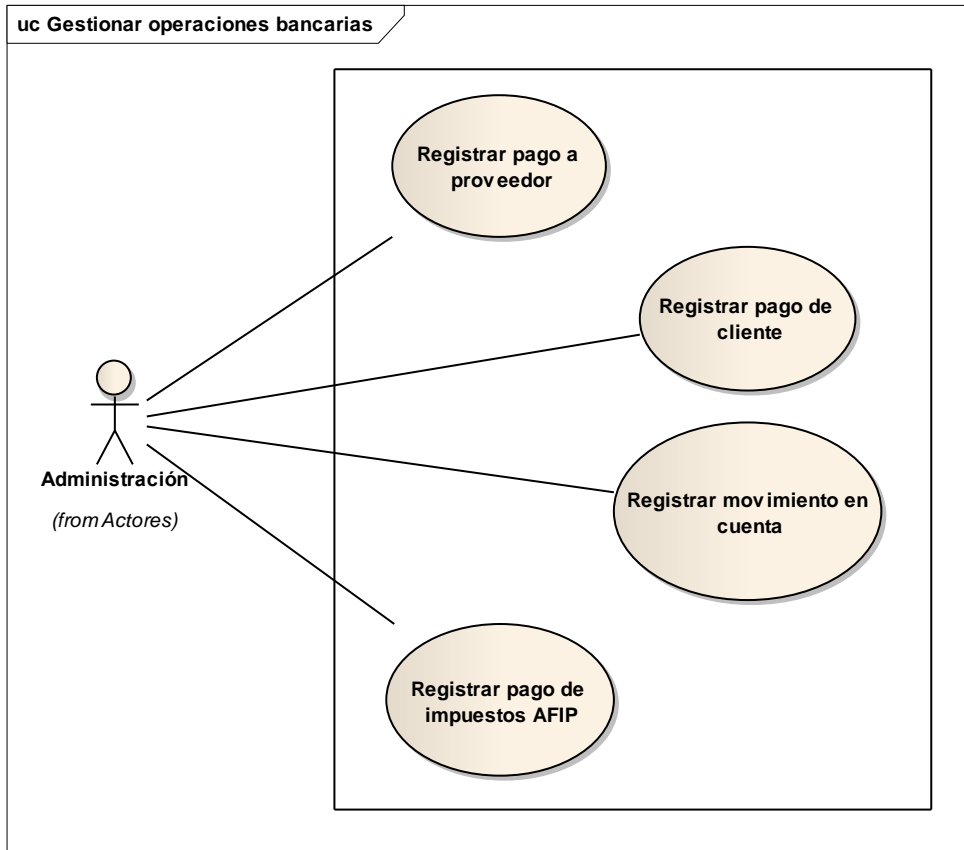 uc Gestionar operaciones bancarias
Registrar pago a
proveedor
Registrar pago de
cliente
Administración
(from Actores)
Registrar movimiento en
cuenta
Registrar pago de
impuestos AFIP